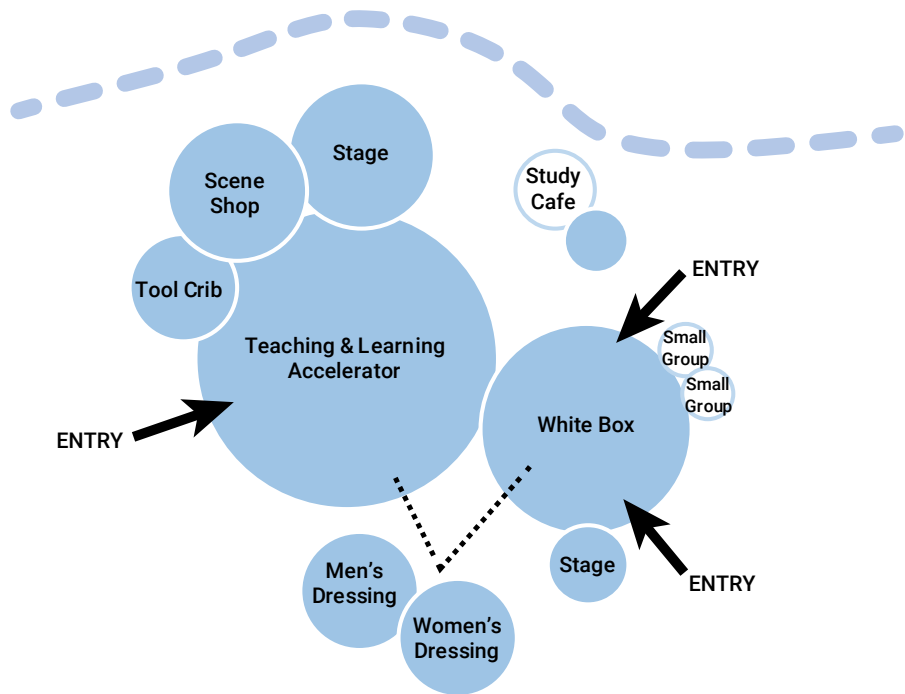 Stage
Scene
Shop
Study
Cafe
Tool Crib
ENTRY
Teaching & Learning
Accelerator
Small
Group
Small
Group
White Box
ENTRY
Stage
ENTRY
Men's
Dressing
Women's
Dressing